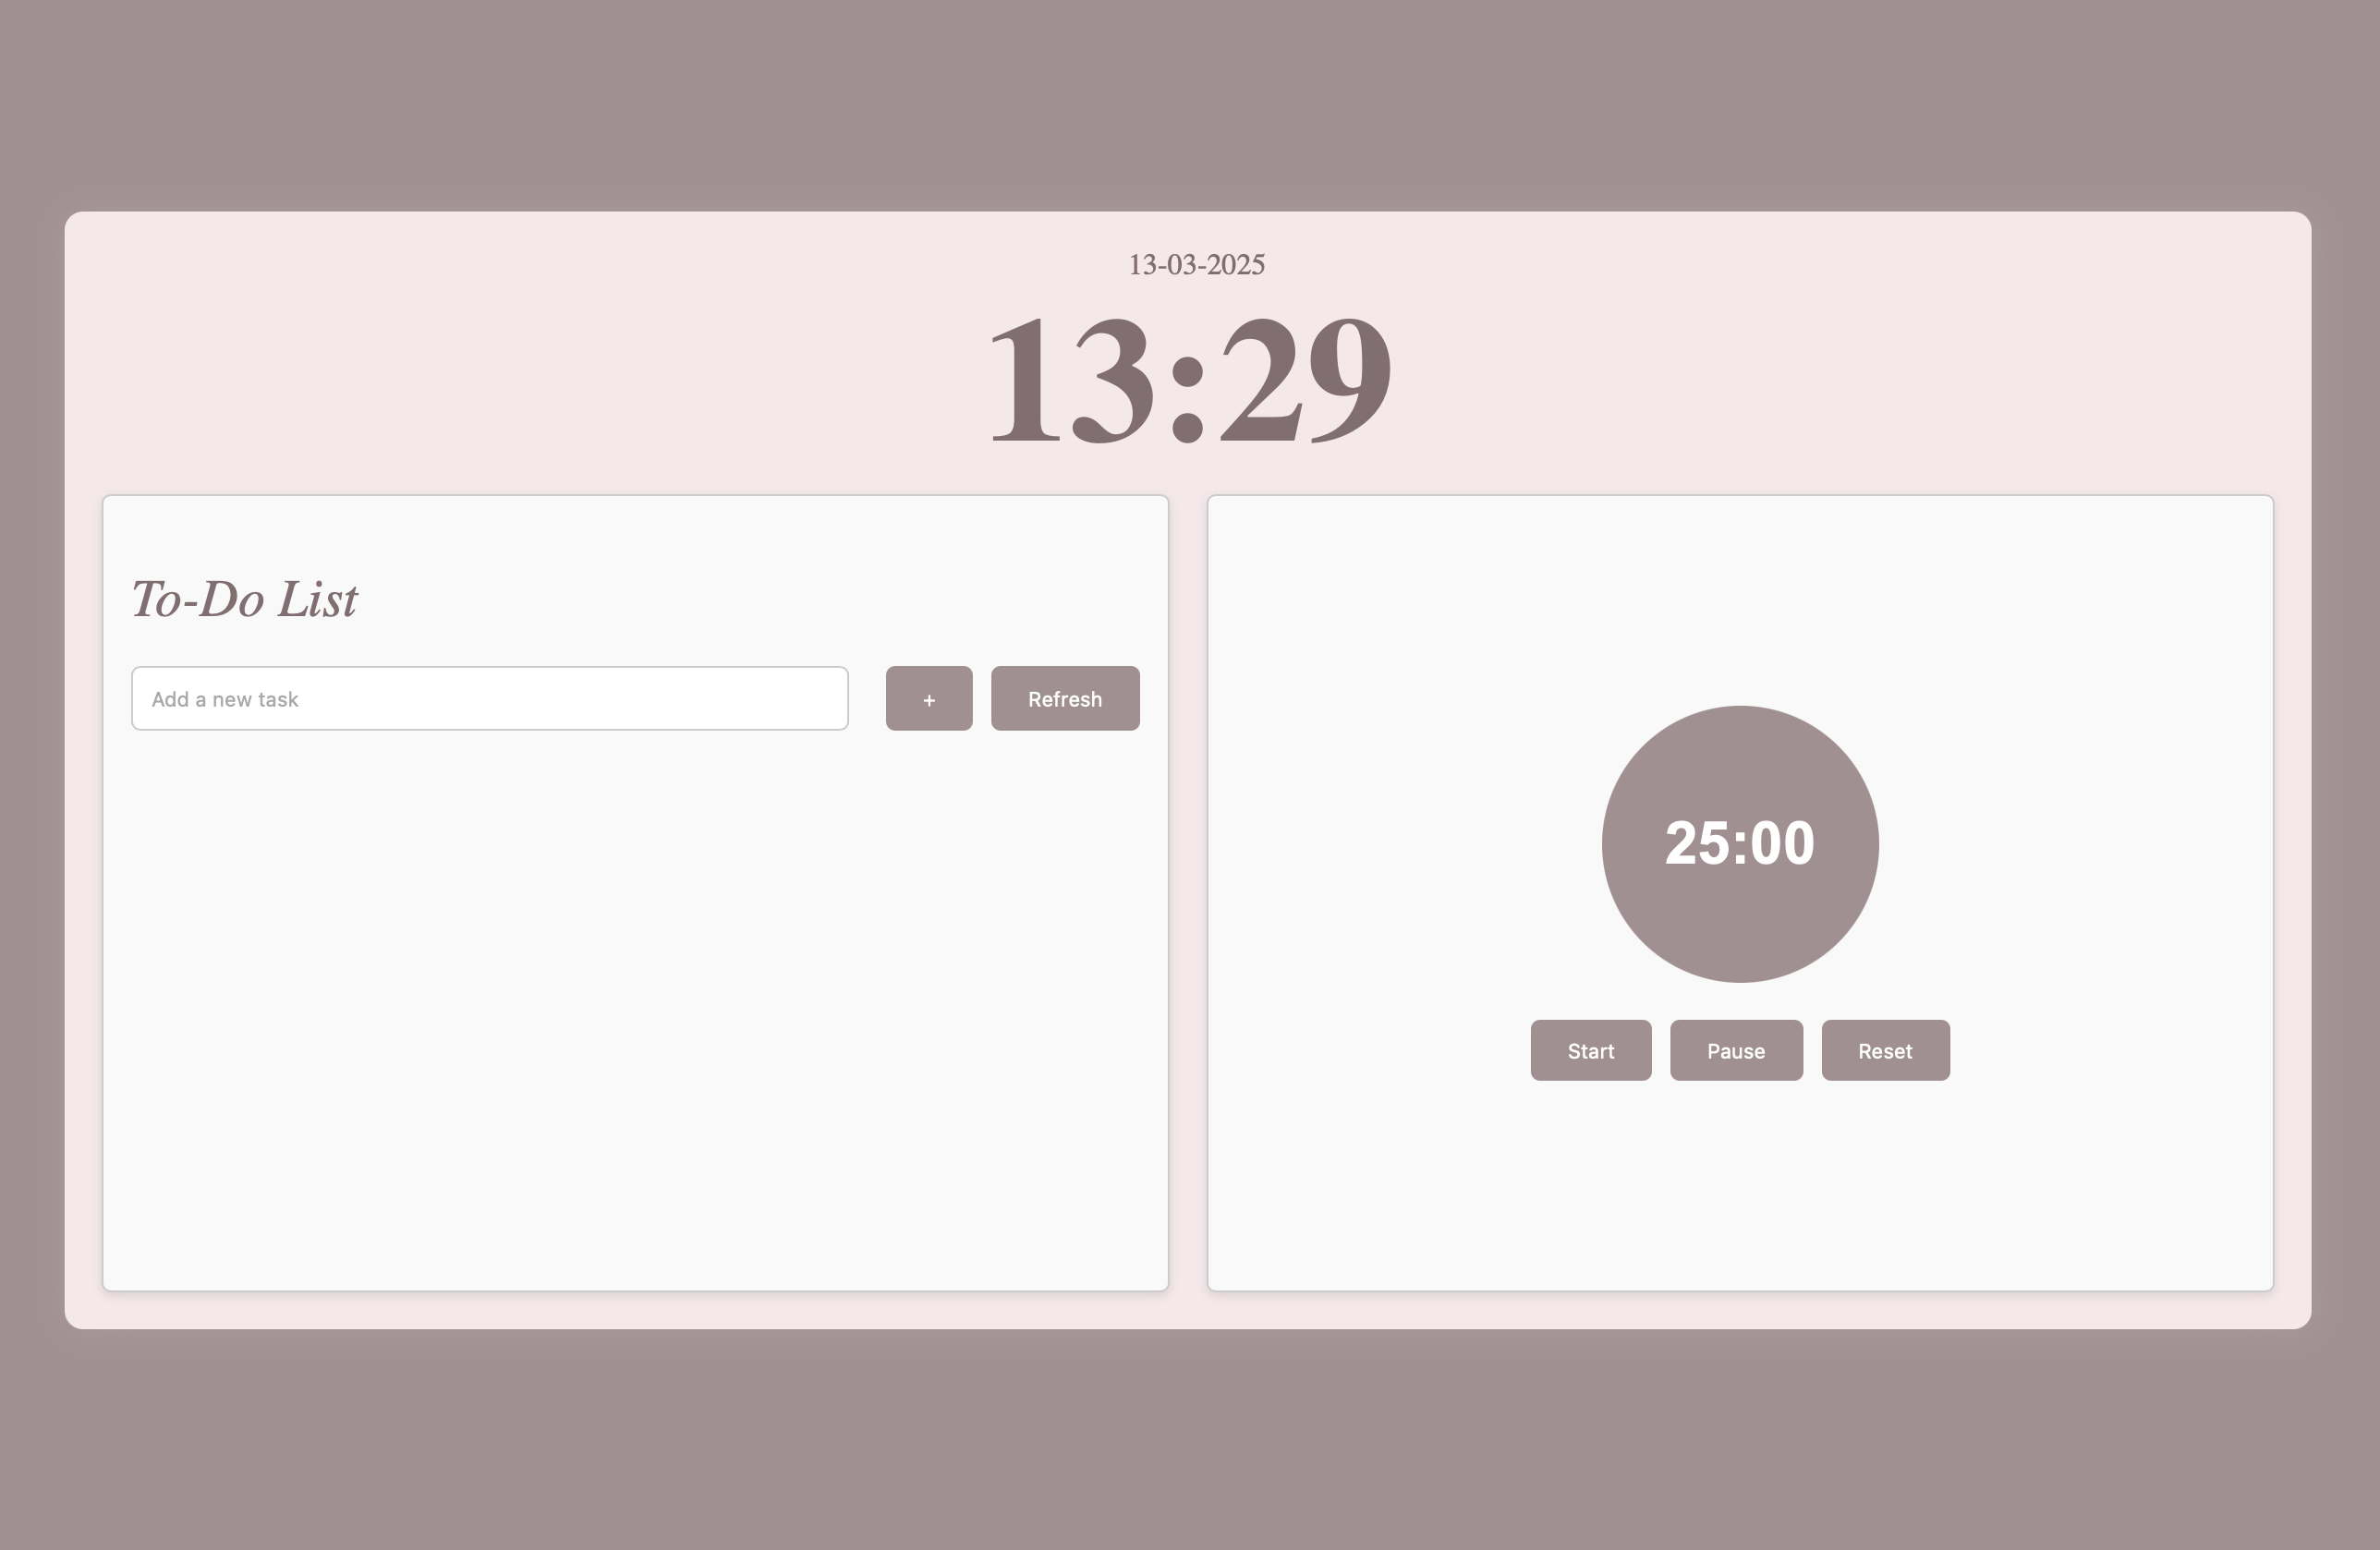 13-03-2025
13:29
To-Do List
Add a new task
+
Refresh
25:00
Start
Pause
Reset